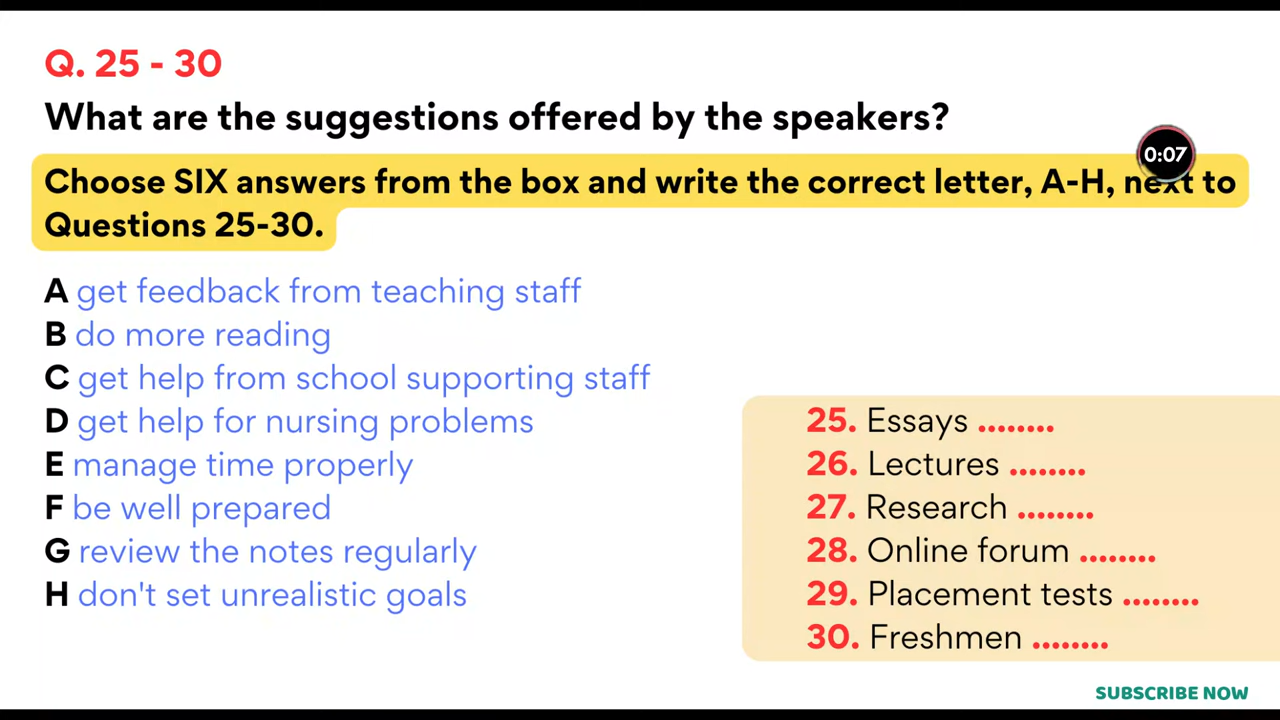 Q. 25 - 30
What are the suggestions offered by the speakers?
0:07
Choose SIX answers from the box and write the correct letter, A-H, next to
Questions 25-30.
A get feedback from teaching staff
B do more reading
C get help from school supporting staff
D get help for nursing problems
E manage time properly
F be well prepared
G review the notes regularly
H don't set unrealistic goals
25. Essays ........
26. Lectures ........
27. Research ........
28. Online forum ........
29. Placement tests ........
30. Freshmen ........
SUBSCRIBE NOW